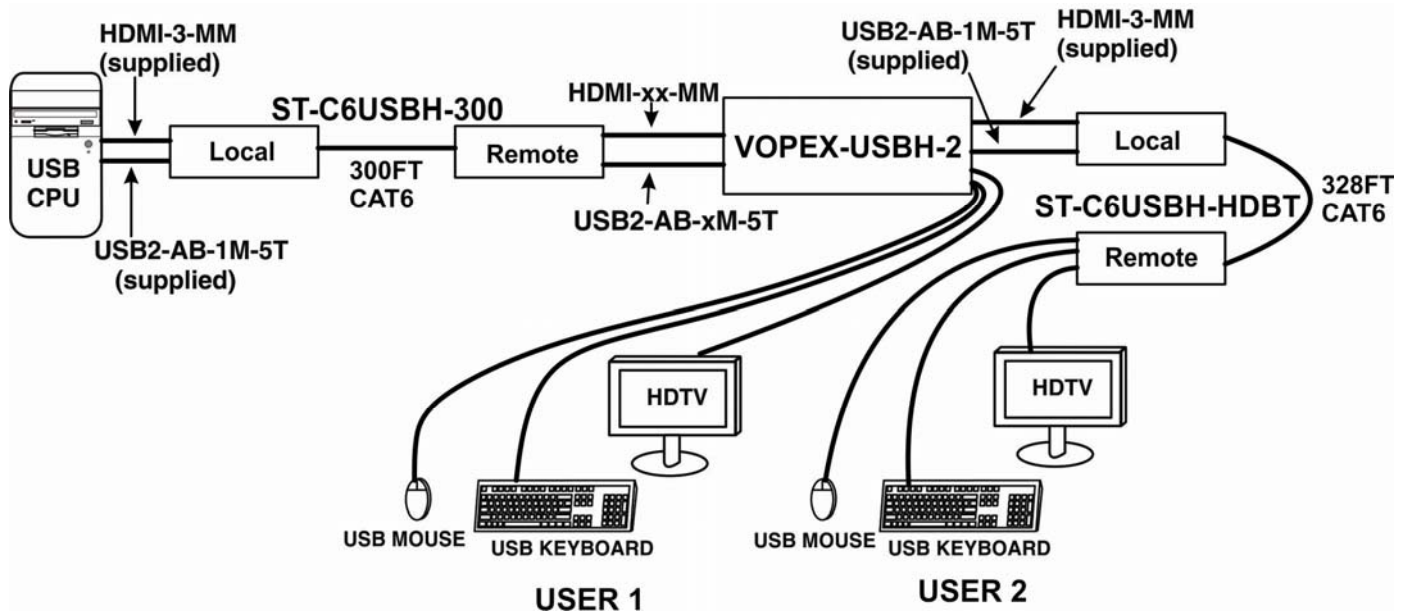 HDMI-3-MM
(supplied)
USB
CPU
USB2-AB-1M-5T
(supplied)
ST-C6USBH-300
Local
300FT
CAT6
Remote
HDMI-xx-MM
USB2-AB-xM-5T
VOPEX-USBH-2
USB2-AB-1M-5T
(supplied)
HDMI-3-MM
(supplied)
Local
328FT
CAT6
ST-C6USBH-HDBT
Remote
HDTV
USB MOUSE
USB KEYBOARD
USER 1
HDTV
USB MOUSE
USB KEYBOARD
USER 2